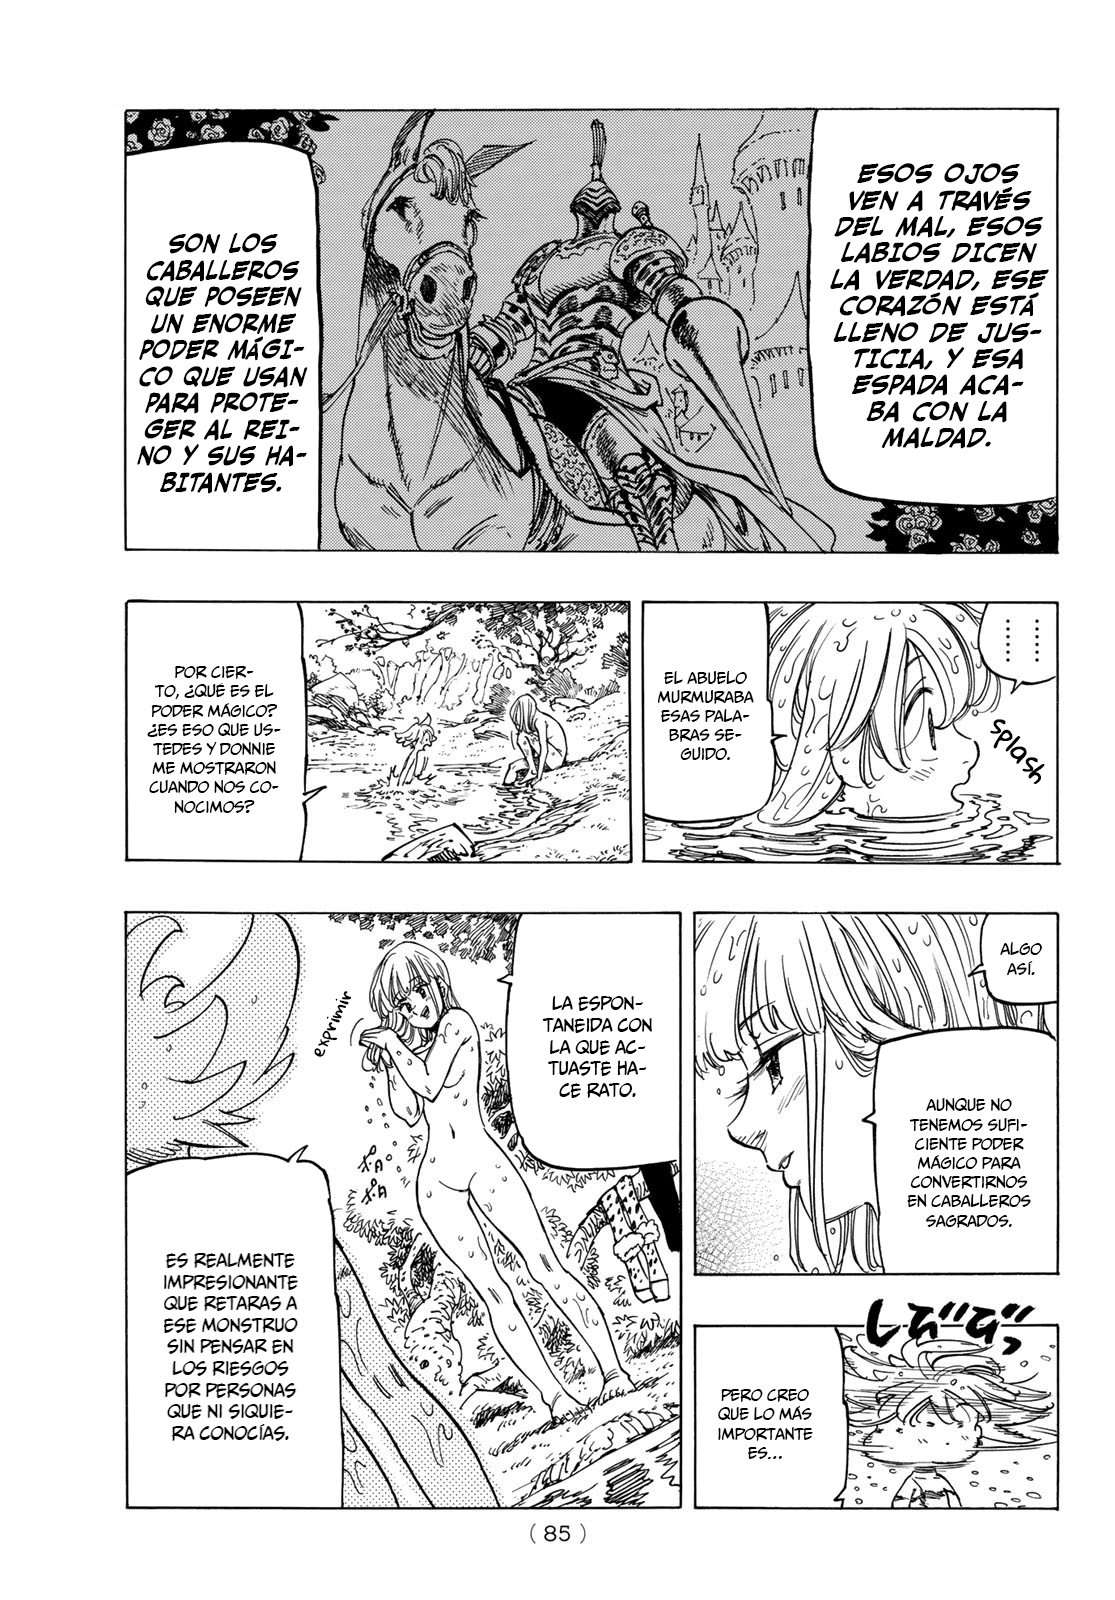 ESOS OJOS
VEN A TRAVÉS
DEL MAL, ESOS
LABIOS DICEN
LA VERDAD, ESE
CORAZÓN ESTÁ
LLENO DE JUS-
TICIA, Y ESA
ESPADA ACA-
BA CON LA
MALDAD.
SON LOS
CABALLEROS
QUE POSEEN
UN ENORME
PODER MÁGI-
CO QUE USAN
PARA PROTE-
GER AL REI-
NO Y SUS HA-
BITANTES.
......
......
splash
EL ABUELO
MURMURABA
ESAS PALA-
BRAS SE-
GUIDO.
POR CIER-
TO, ¿QUÉ ES EL
PODER MÁGICO?
¿ES ESO QUE US-
TEDES Y DONNIE
ME MOSTRARON
CUANDO NOS CO-
NOCIMOS?
ALGO
ASÍ.
AUNQUE NO
TENEMOS SUFI-
CIENTE PODER
MÁGICO PARA
CONVERTIRNOS
EN CABALLEROS
SAGRADOS.
PERO CREO
QUE LO MÁS
IMPORTANTE
ES...
LA ESPON-
TANEIDA CON
LA QUE AC-
TUASTE HA-
CE RATO.
exprimir
ES REALMENTE
IMPRESIONANTE
QUE RETARAS A
ESE MONSTRUO
SIN PENSAR EN
LOS RIESGOS
POR PERSONAS
QUE NI SIQUIE-
RA CONOCÍAS.
( 85 )